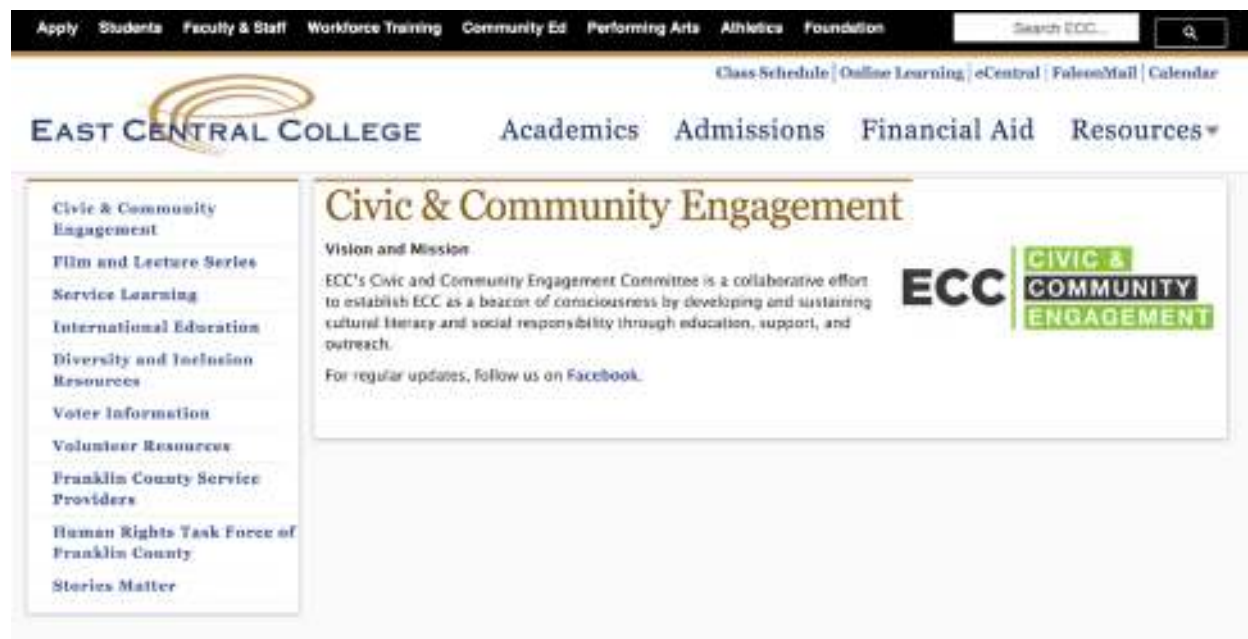 Apply Students Faculty & Staff Workforce Training Community Ed Performing Arts Athletics Foundation Search ECC...
Class Schedule | Online Learning | eCentral | FalconMail | Calendar
EAST CENTRAL COLLEGE
Academics Admissions Financial Aid Resources
Civic & Community
Engagement
Film and Lecture Series
Service Learning
International Education
Diversity and Inclusion
Resources
Voter Information
Volunteer Resources
Franklin County Service
Providers
Human Rights Task Force of
Franklin County
Stories Matter
Civic & Community Engagement
Vision and Mission
ECC's Civic and Community Engagement Committee is a collaborative effort
to establish ECC as a beacon of consciousness by developing and sustaining
cultural literacy and social responsibility through education, support, and
outreach.
For regular updates, follow us on Facebook.
ECC
CIVIC &
COMMUNITY
ENGAGEMENT